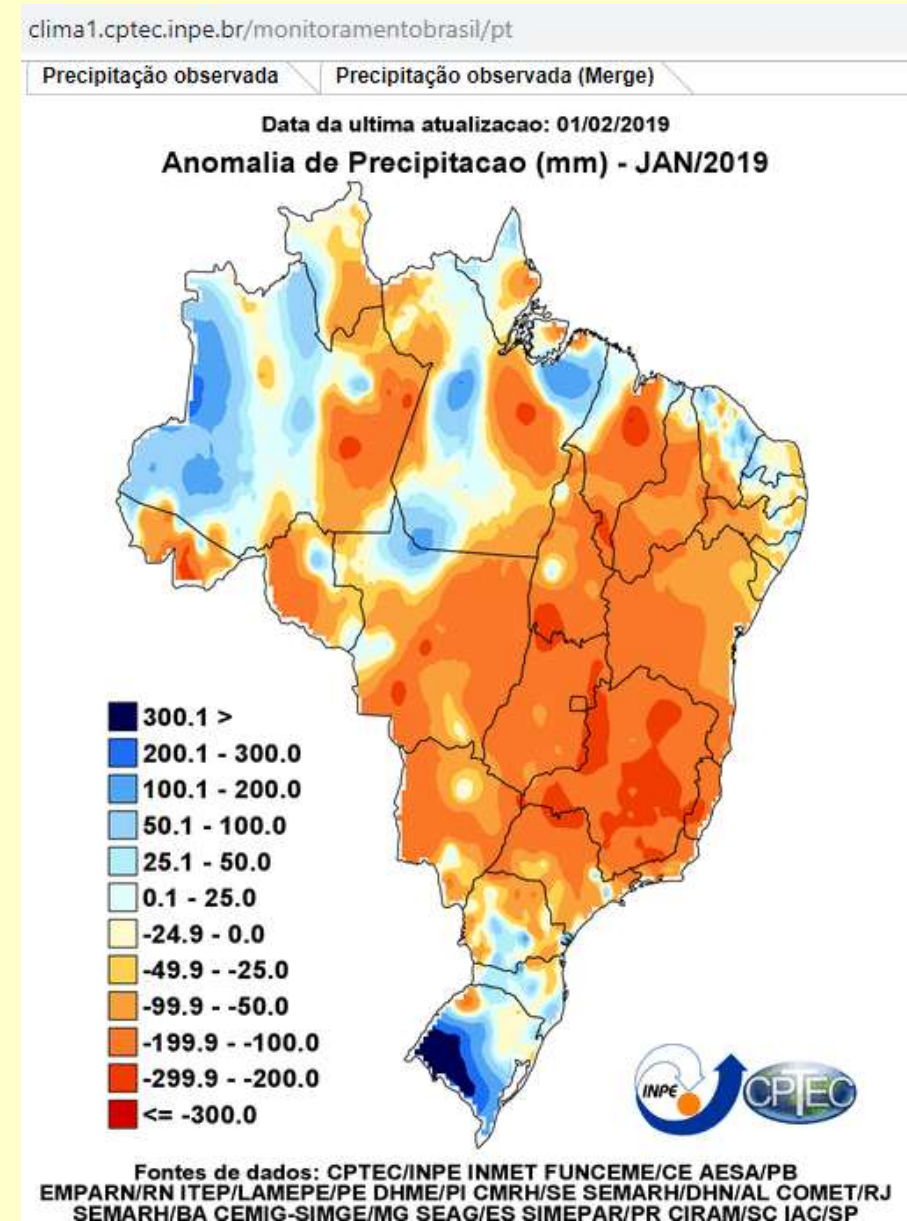 clima1.cptec.inpe.br/monitoramentobrasil/pt
Precipitação observada Precipitação observada (Merge)
Data da ultima atualizacao: 01/02/2019
Anomalia de Precipitacao (mm) - JAN/2019
300.1 >
200.1 - 300.0
100.1 - 200.0
50.1 - 100.0
25.1 - 50.0
0.1 - 25.0
-24.9 - 0.0
-49.9 - -25.0
-99.9 - -50.0
-199.9 - -100.0
-299.9 - -200.0
<= -300.0
INPE CPTEC
Fontes de dados: CPTEC/INPE INMET FUNCEME/CE AESA/PB
EMPARN/RN ITEP/LAMEPE/PE DHME/PI CMRH/SE SEMARH/DHN/AL COMET/RJ
SEMARH/BA CEMIG-SIMGE/MG SEAG/ES SIMEPAR/PR CIRAM/SC IAC/SP